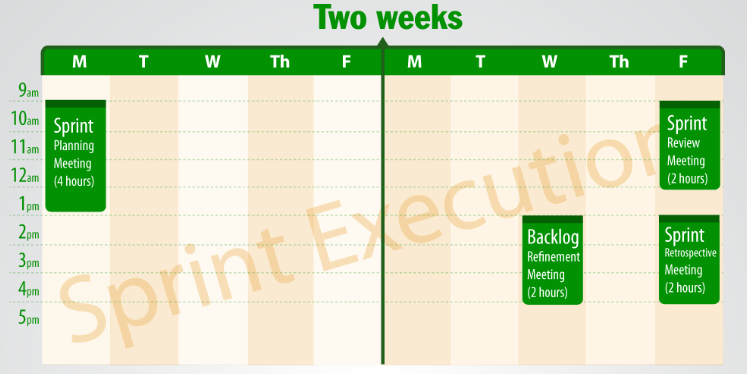 Two weeks
M T W Th F M T W Th F
9am
10am
11am
12am
1pm
2pm
3pm
4pm
5pm
Sprint
Planning
Meeting
(4 hours)
Sprint Execution
Backlog
Refinement
Meeting
(2 hours)
Sprint
Review
Meeting
(2 hours)
Sprint
Retrospective
Meeting
(2 hours)